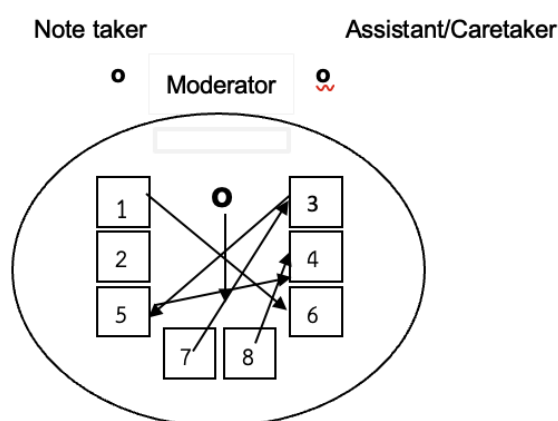 Note taker Assistant/Caretaker
o Moderator o
1 o 3
2 4
5 6
7 8